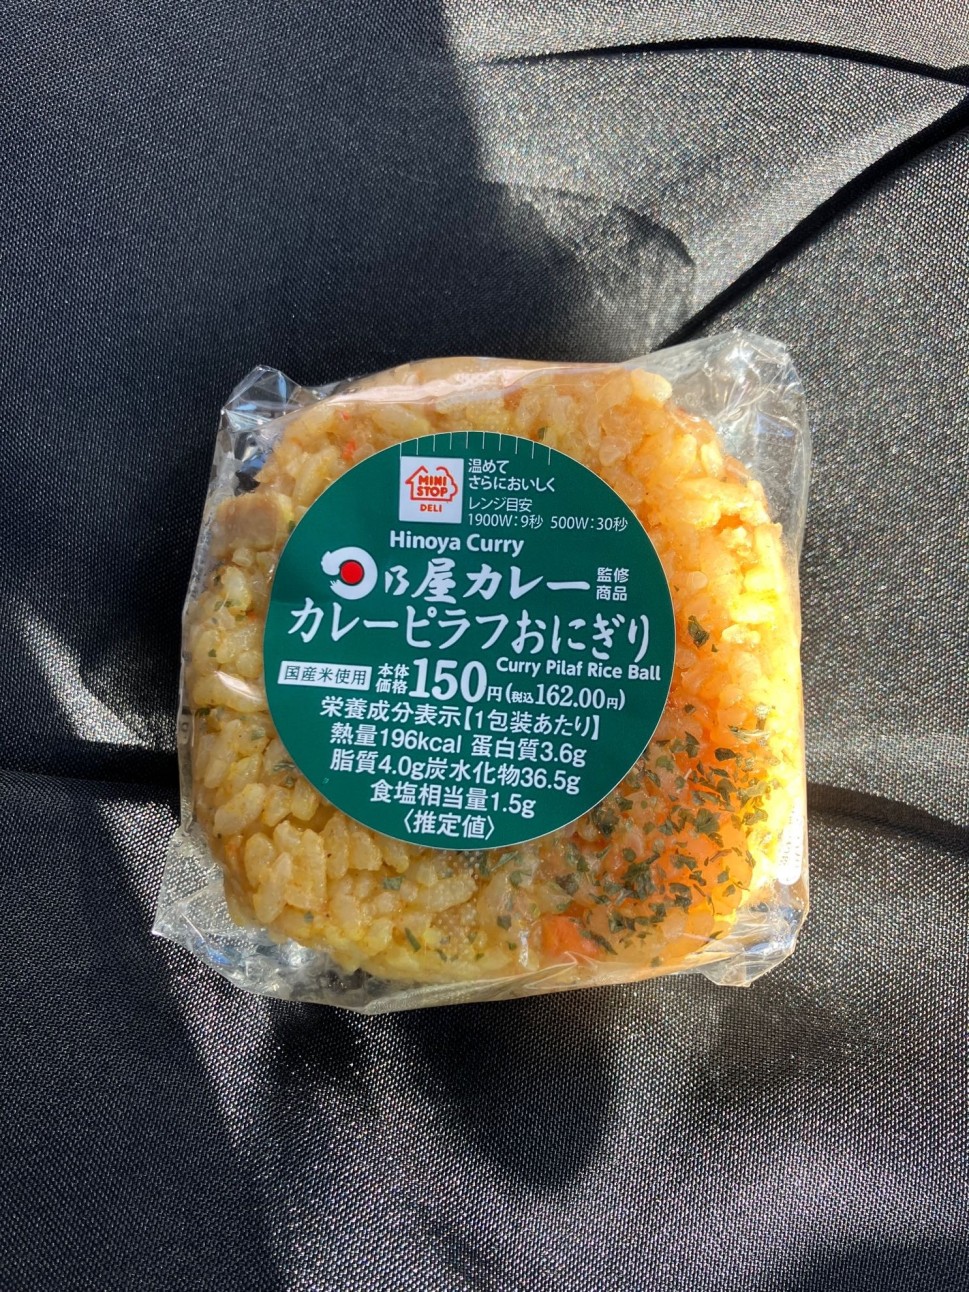 MINI
STOP
DELI
温めて
さらにおいしく
レンジ目安
1900W:9秒 500W:30秒
Hinoya Curry
日乃屋カレー 監修商品
カレーピラフおにぎり
Curry Pilaf Rice Ball
国産米使用 本体価格150円(税込162.00円)
栄養成分表示【1包装あたり】
熱量196kcal 蛋白質3.6g
脂質4.0g炭水化物36.5g
食塩相当量1.5g
〈推定値〉